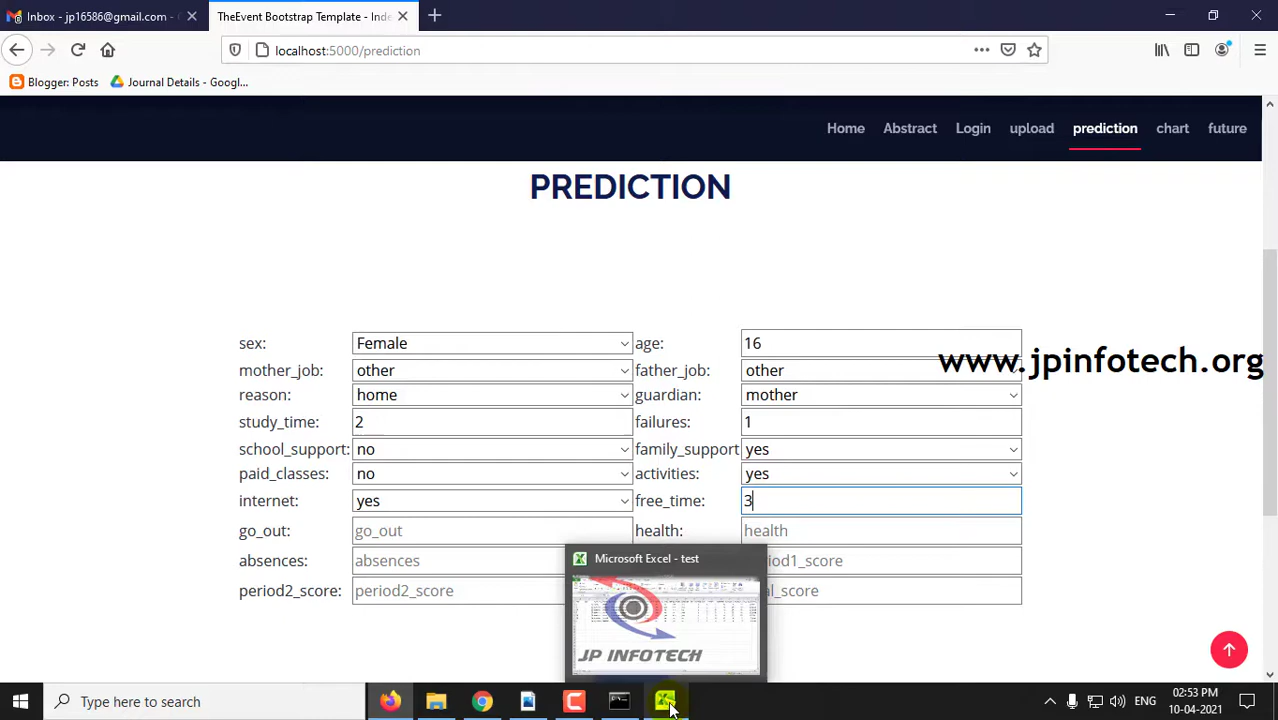 Inbox - jp16586@gmail.com -
TheEvent Bootstrap Template - Inde
localhost:5000/prediction
Blogger: Posts
Journal Details - Googl...
Home
Abstract
Login
upload
prediction
chart
future
PREDICTION
sex:
Female
age:
16
www.jpinfotech.org
mother_job:
other
father_job:
other
reason:
home
guardian:
mother
study_time:
2
failures:
1
school_support:
no
family_support
yes
paid_classes:
no
activities:
yes
internet:
yes
free_time:
3
go_out:
go_out
health:
health
absences:
absences
iod1_score
period2_score:
period2_score
al_score
Microsoft Excel - test
JP INFOTECH
Type here to search
ENG
02:53 PM
10-04-2021